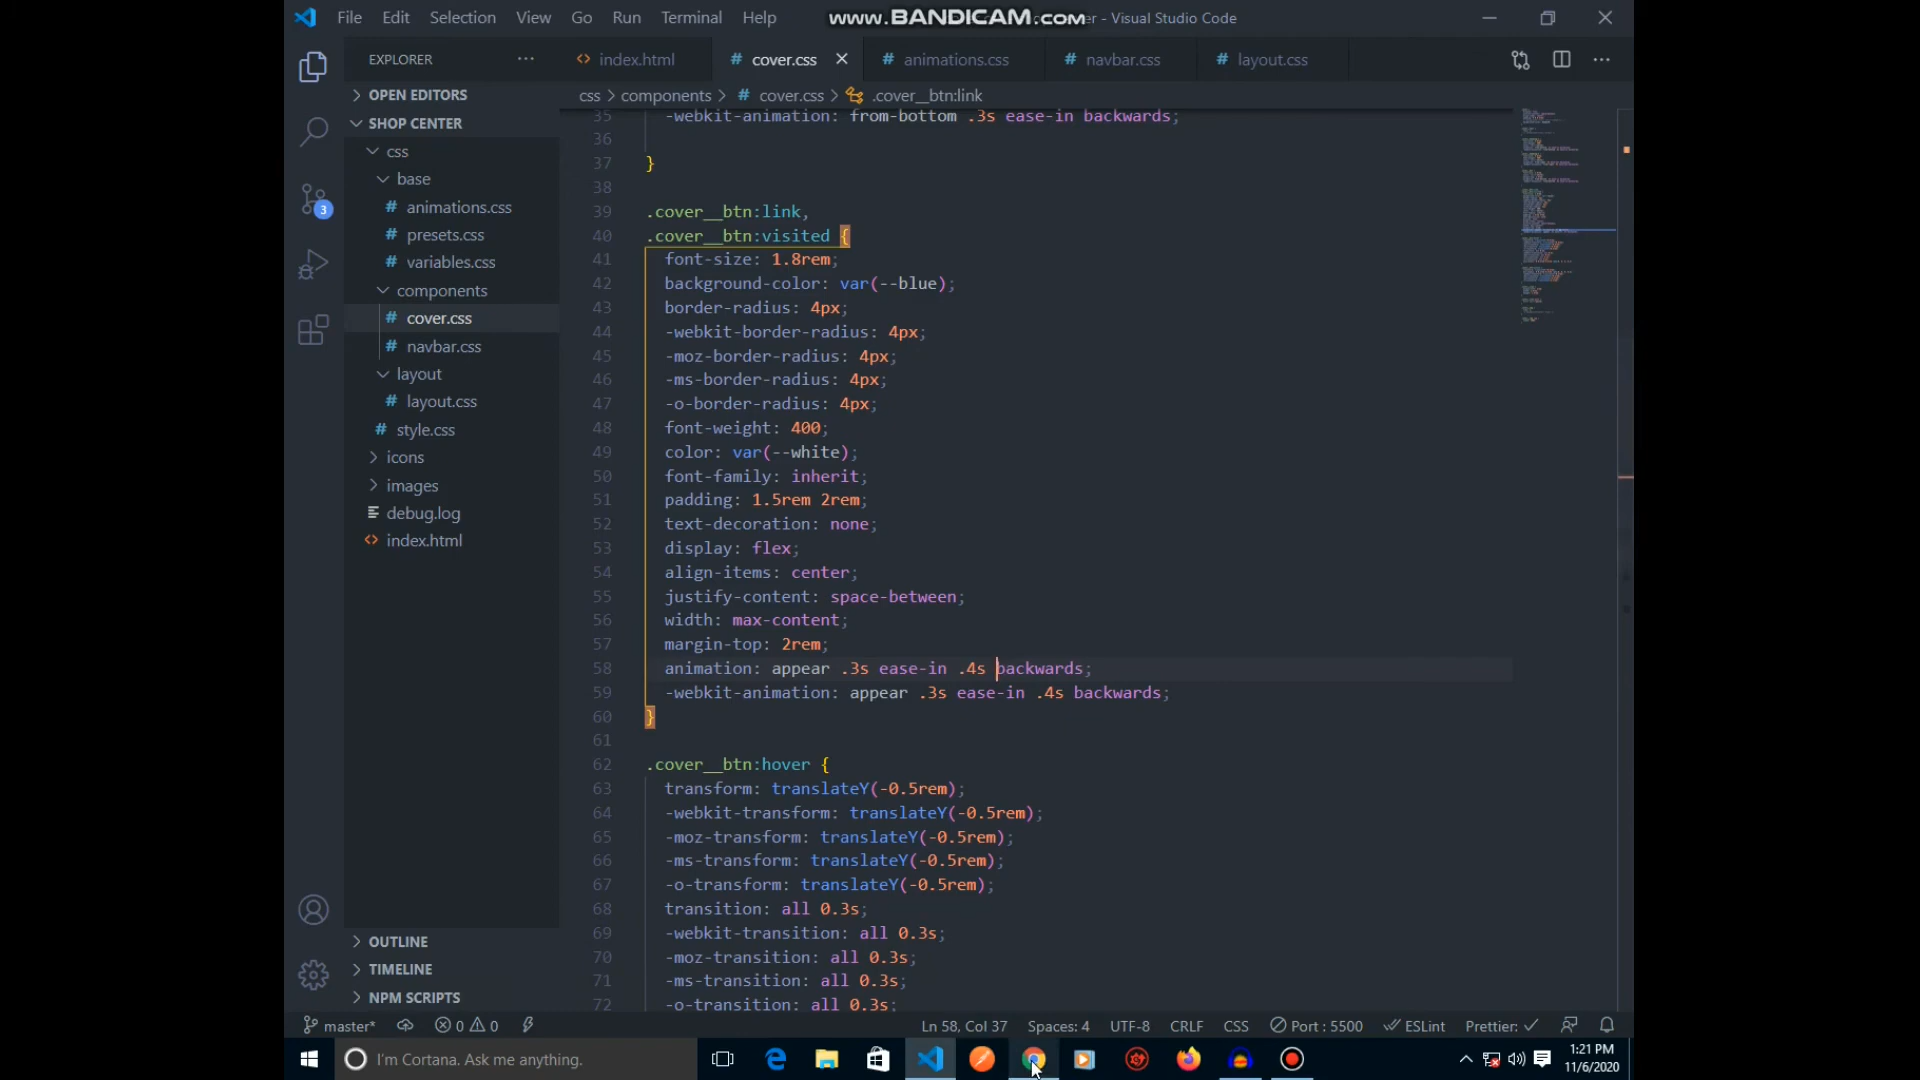 File Edit Selection View Go Run Terminal Help
www.BANDICAM.com
er - Visual Studio Code
EXPLORER
index.html
# cover.css
# animations.css
# navbar.css
# layout.css
OPEN EDITORS
css > components > # cover.css > .cover__btn:link
SHOP CENTER
css
base
# animations.css
# presets.css
# variables.css
components
# cover.css
# navbar.css
layout
# layout.css
# style.css
icons
images
debug.log
<> index.html
OUTLINE
TIMELINE
NPM SCRIPTS
35 -webkit-animation: from-bottom .3s ease-in backwards;
36
37 }
38
39 .cover__btn:link,
40 .cover__btn:visited {
41 font-size: 1.8rem;
42 background-color: var(--blue);
43 border-radius: 4px;
44 -webkit-border-radius: 4px;
45 -moz-border-radius: 4px;
46 -ms-border-radius: 4px;
47 -o-border-radius: 4px;
48 font-weight: 400;
49 color: var(--white);
50 font-family: inherit;
51 padding: 1.5rem 2rem;
52 text-decoration: none;
53 display: flex;
54 align-items: center;
55 justify-content: space-between;
56 width: max-content;
57 margin-top: 2rem;
58 animation: appear .3s ease-in .4s backwards;
59 -webkit-animation: appear .3s ease-in .4s backwards;
60 }
61
62 .cover__btn:hover {
63 transform: translateY(-0.5rem);
64 -webkit-transform: translateY(-0.5rem);
65 -moz-transform: translateY(-0.5rem);
66 -ms-transform: translateY(-0.5rem);
67 -o-transform: translateY(-0.5rem);
68 transition: all 0.3s;
69 -webkit-transition: all 0.3s;
70 -moz-transition: all 0.3s;
71 -ms-transition: all 0.3s;
72 -o-transition: all 0.3s;
3
master* 0 0 Ln 58, Col 37 Spaces: 4 UTF-8 CRLF CSS Port : 5500 ESLint Prettier: ✓
I'm Cortana. Ask me anything.
1:21 PM
11/6/2020